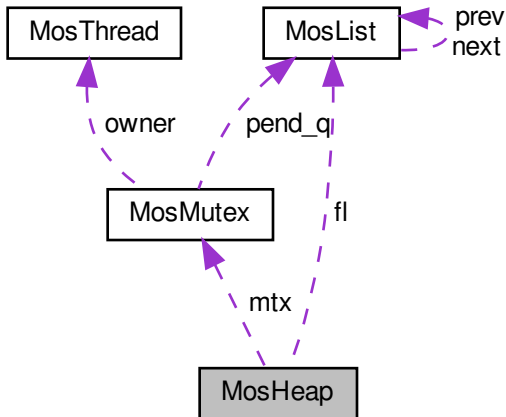 MosThread
MosList
prev
next
owner
pend_q
MosMutex
fl
mtx
MosHeap